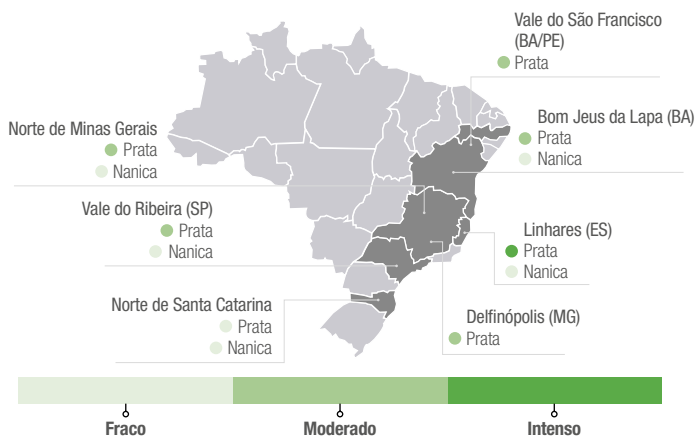 Vale do São Francisco
(BA/PE)
Prata
Bom Jeus da Lapa (BA)
Prata
Nanica
Norte de Minas Gerais
Prata
Nanica
Vale do Ribeira (SP)
Prata
Nanica
Linhares (ES)
Prata
Nanica
Norte de Santa Catarina
Prata
Nanica
Delfinópolis (MG)
Prata
Fraco
Moderado
Intenso